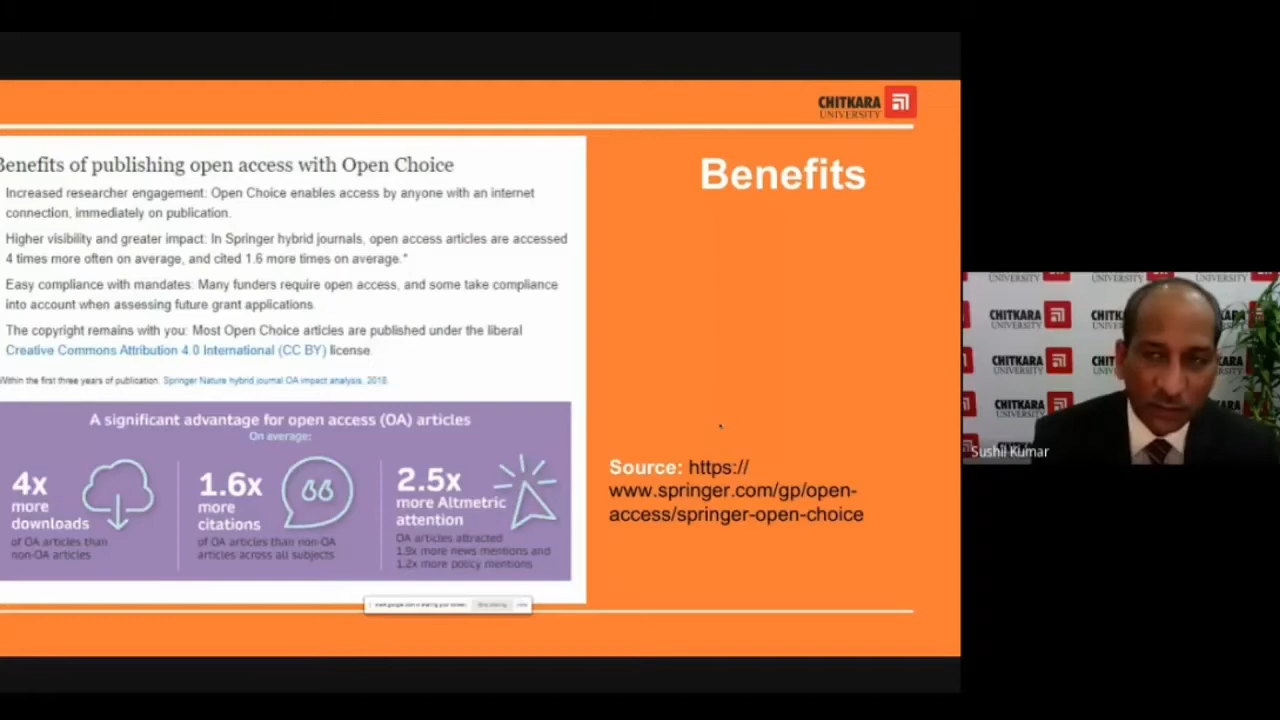 CHITKARA
UNIVERSITY
Benefits of publishing open access with Open Choice
Increased researcher engagement: Open Choice enables access by anyone with an internet
connection, immediately on publication.
Higher visibility and greater impact: In Springer hybrid journals, open access articles are accessed
4 times more often on average, and cited 1.6 more times on average.*
Easy compliance with mandates: Many funders require open access, and some take compliance
into account when assessing future grant applications.
The copyright remains with you: Most Open Choice articles are published under the liberal
Creative Commons Attribution 4.0 International (CC BY) license.
Within the first three years of publication. Springer Nature hybrid journal OA impact analysis, 2018.
A significant advantage for open access (OA) articles
On average:
4x
more
downloads
of OA articles than
non-OA articles
1.6x
more
citations
of OA articles than non-OA
articles across all subjects
2.5x
more Altmetric
attention
OA articles attracted
1.9x more news mentions and
1.2x more policy mentions
Benefits
Source: https://
www.springer.com/gp/open-
access/springer-open-choice
UNIVERSITY UNIVERSITY UNIVERSITY
CHITKARA
UNIVERSITY
CHITKARA
UNIVERSITY
CHITKARA
UNIVERSITY
Sushil Kumar